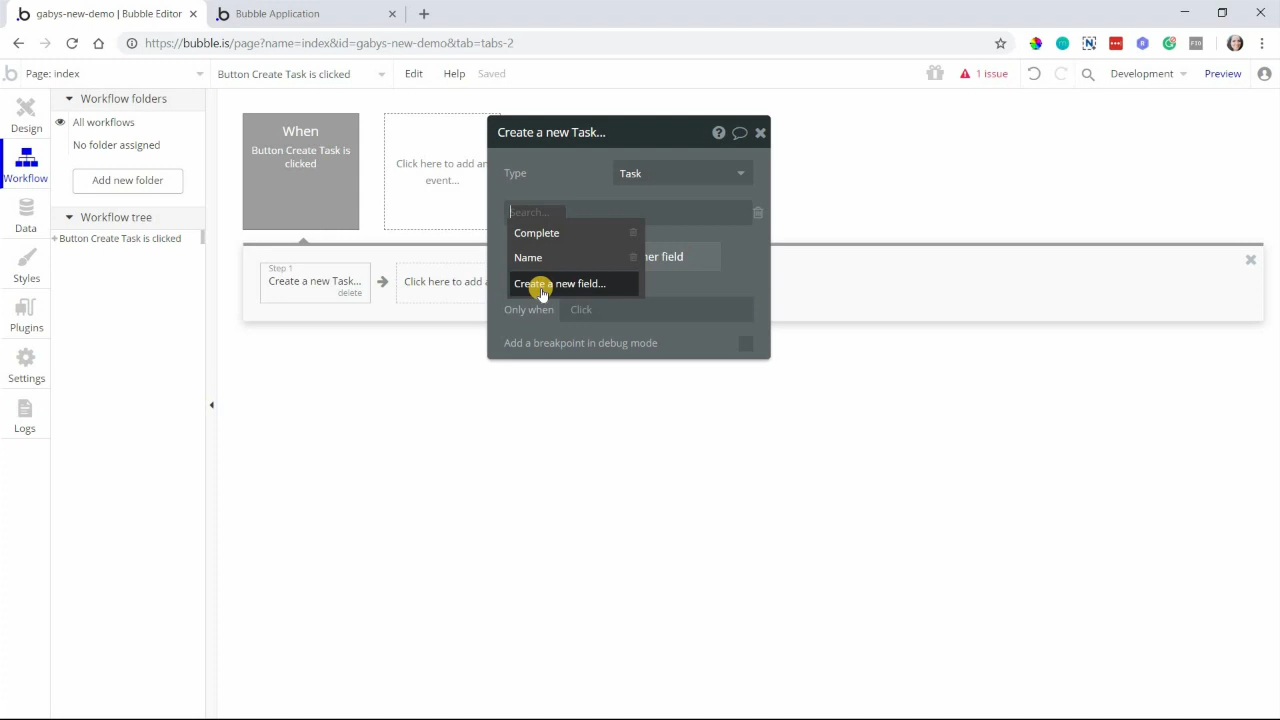 gabys-new-demo | Bubble Editor
Bubble Application
https://bubble.is/page?name=index&id=gabys-new-demo&tab=tabs-2
Page: index
Button Create Task is clicked
Edit
Help
Saved
1 issue
Development
Preview
Design
Workflow
Data
Styles
Plugins
Settings
Logs
Workflow folders
All workflows
No folder assigned
Add new folder
Workflow tree
Button Create Task is clicked
When
Button Create Task is
clicked
Click here to add an
event...
Step 1
Create a new Task...
delete
Click here to add a
Create a new Task...
Type
Task
Search...
Complete
Name
Create a new field...
her field
Only when
Click
Add a breakpoint in debug mode